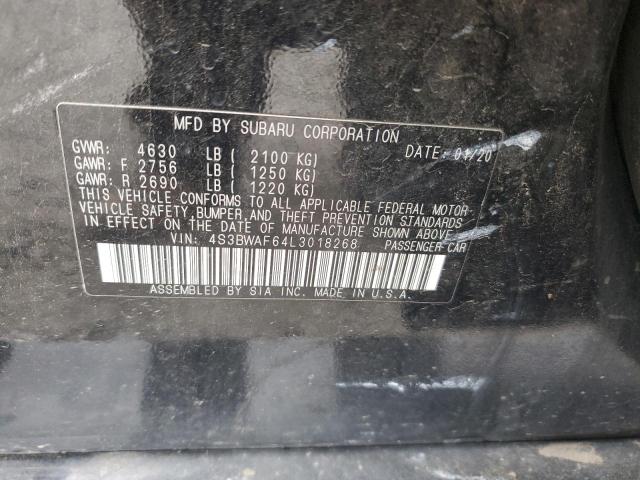 MFD BY SUBARU CORPORATION
GVWR: 4630 LB ( 2100 KG) DATE: 01/20
GAWR: F 2756 LB ( 1250 KG)
GAWR: R 2690 LB ( 1220 KG)
THIS VEHICLE CONFORMS TO ALL APPLICABLE FEDERAL MOTOR-
VEHICLE SAFETY, BUMPER, AND THEFT PREVENTION STANDARDS
IN EFFECT ON THE DATE OF MANUFACTURE SHOWN ABOVE.
VIN: 4S3BWAF64L3018268 PASSENGER CAR
ASSEMBLED BY SIA INC. MADE IN U.S.A.